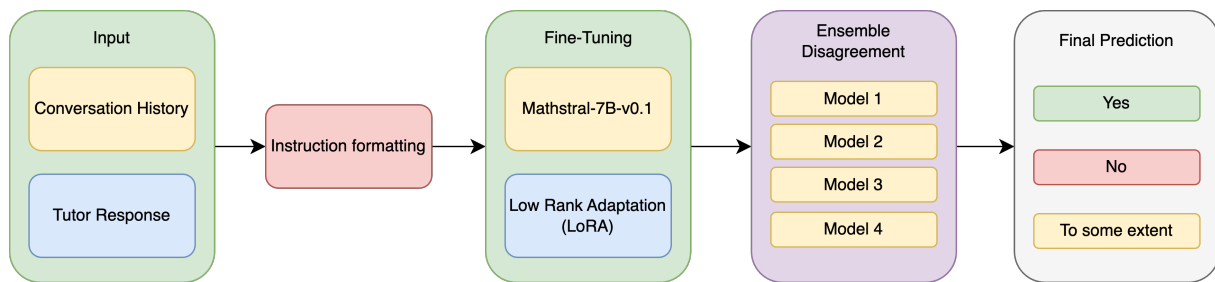 Input
Conversation History
Tutor Response
Instruction formatting
Fine-Tuning
Mathstral-7B-v0.1
Low Rank Adaptation
(LoRA)
Ensemble
Disagreement
Model 1
Model 2
Model 3
Model 4
Final Prediction
Yes
No
To some extent